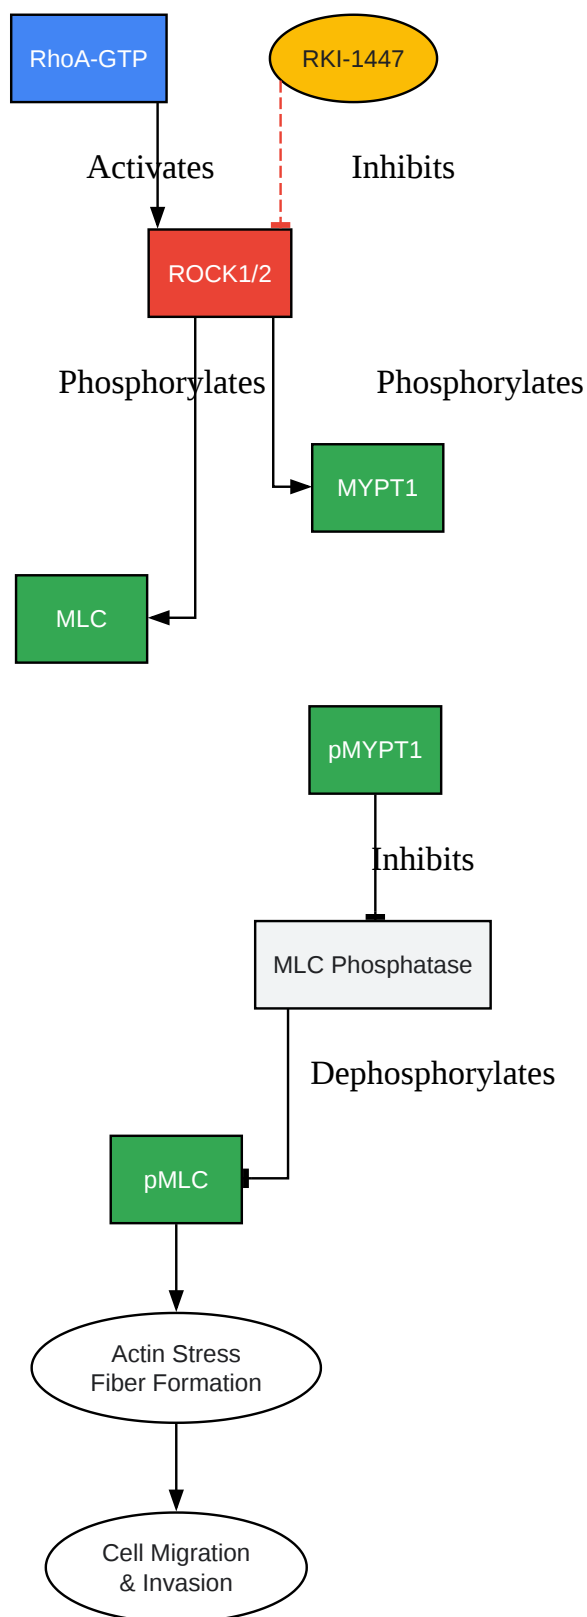 RhoA-GTP
RKI-1447
Activates
Inhibits
ROCK1/2
Phosphorylates
Phosphorylates
MYPT1
MLC
pMYPT1
Inhibits
MLC Phosphatase
Dephosphorylates
pMLC
Actin Stress
Fiber Formation
Cell Migration
& Invasion